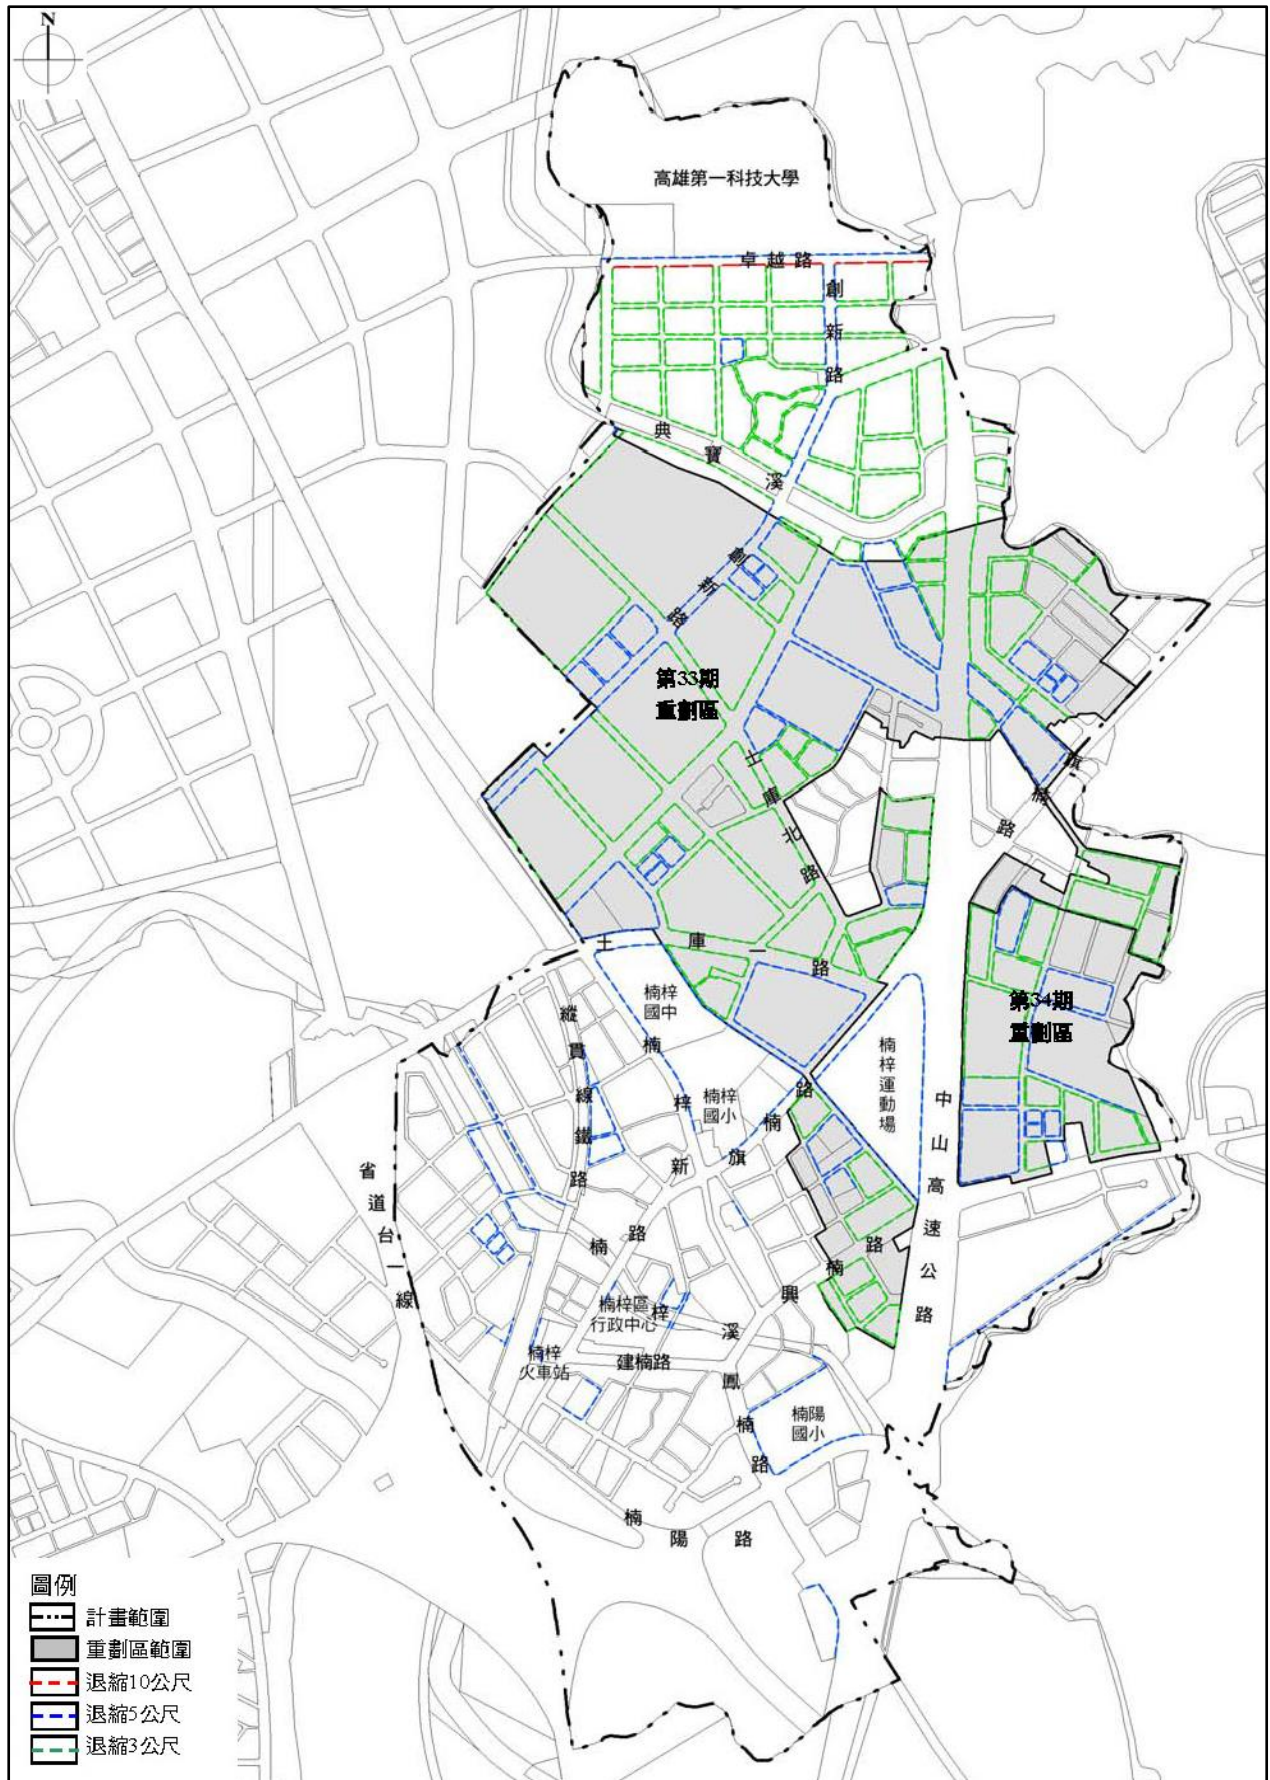 N
高雄第一科技大學
卓越路
創
新
路
典
寶
溪
創
新
路
第33期
重劃區
土
庫
北
路
旗
楠
路
土
庫
一
路
楠梓
國中
第34期
重劃區
縱
貫
線
鐵
路
楠
梓
新
路
楠梓
國小
旗
楠
路
楠
梓
運
動
場
中
山
高
速
公
路
省
道
台
一
線
興
楠
路
楠
梓
溪
楠梓區
行政中心
楠梓
火車站
建楠路
鳳
楠
路
楠陽
國小
楠
陽
路
圖例
計畫範圍
重劃區範圍
退縮10公尺
退縮5公尺
退縮3公尺